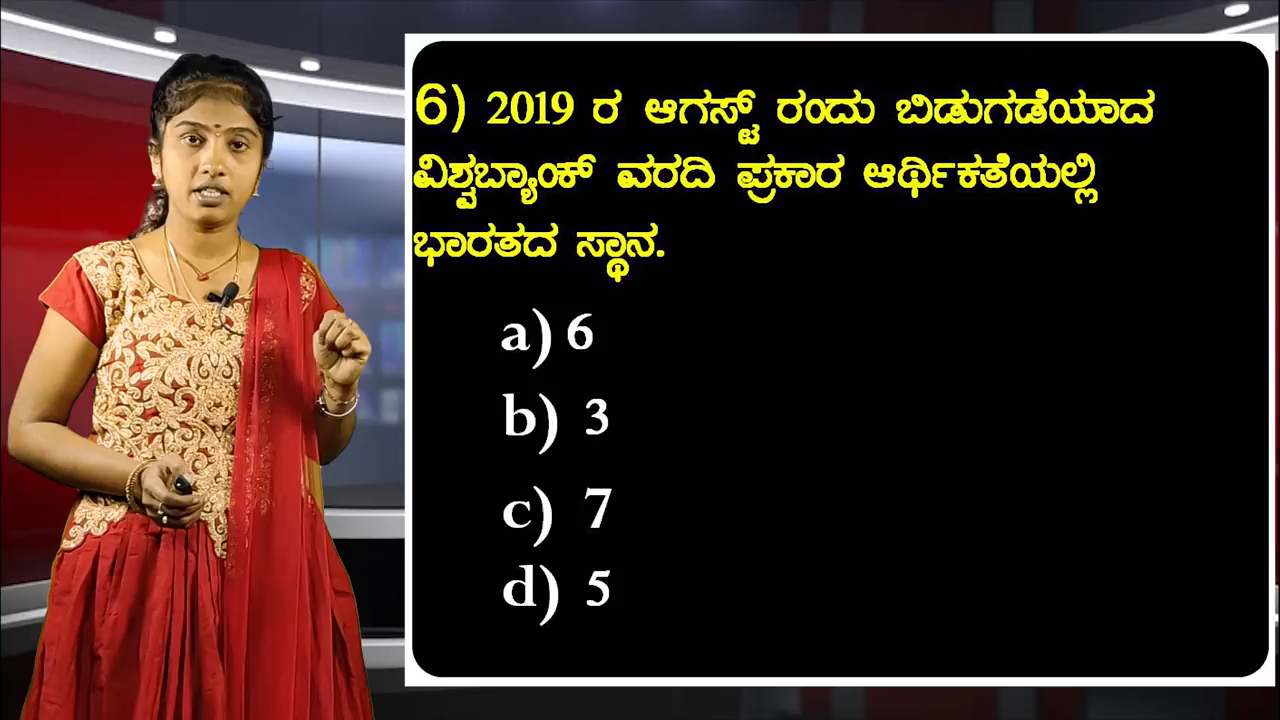 6) 2019 ರ ಆಗಸ್ಟ್ ರಂದು ಬಿಡುಗಡೆಯಾದ
ವಿಶ್ವಬ್ಯಾಂಕ್ ವರದಿ ಪ್ರಕಾರ ಆರ್ಥಿಕತೆಯಲ್ಲಿ
ಭಾರತದ ಸ್ಥಾನ.
a) 6
b) 3
c) 7
d) 5